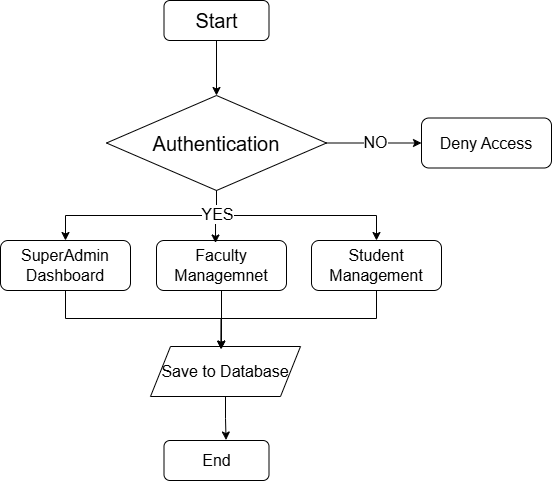 Start
Authentication
NO
Deny Access
YES
SuperAdmin
Dashboard
Faculty
Managemnet
Student
Management
Save to Database
End